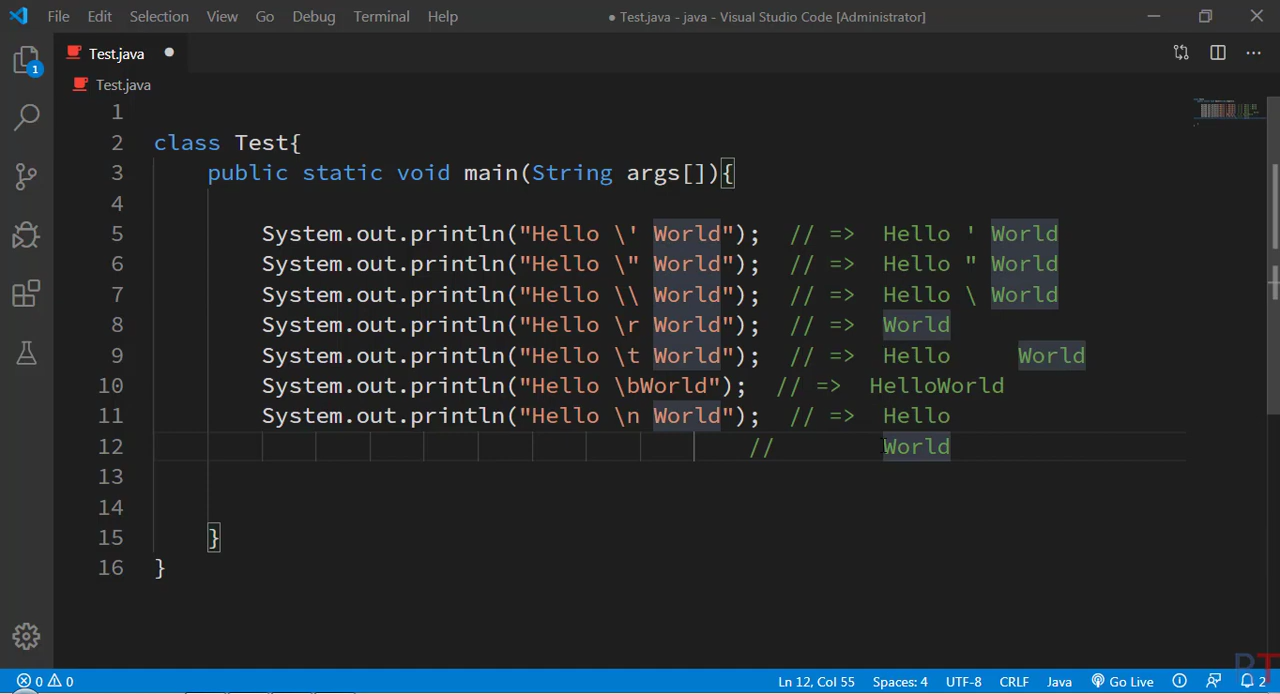 File Edit Selection View Go Debug Terminal Help ● Test.java - java - Visual Studio Code [Administrator]
Test.java
Test.java
1
1
2 class Test{
3 public static void main(String args[]){
4
5 System.out.println("Hello \' World"); // => Hello ' World
6 System.out.println("Hello \" World"); // => Hello " World
7 System.out.println("Hello \\ World"); // => Hello \ World
8 System.out.println("Hello \r World"); // => World
9 System.out.println("Hello \t World"); // => Hello     World
10 System.out.println("Hello \bWorld"); // => HelloWorld
11 System.out.println("Hello \n World"); // => Hello
12 // World
13
14
15 }
16 }
0 0 Ln 12, Col 55 Spaces: 4 UTF-8 CRLF Java Go Live 2